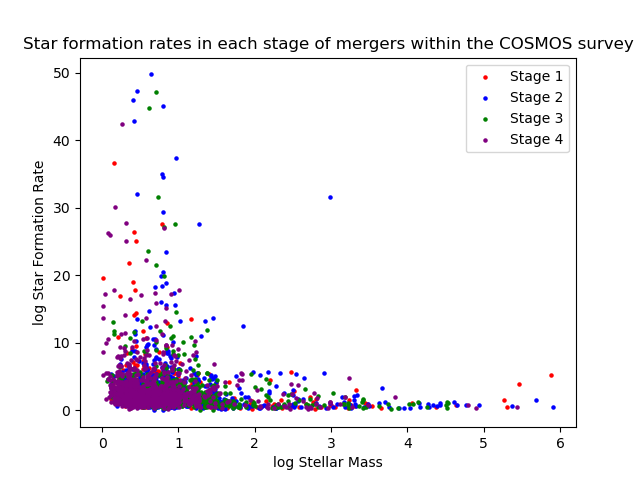 Star formation rates in each stage of mergers within the COSMOS survey
Stage 1
Stage 2
Stage 3
Stage 4
log Star Formation Rate
50
40
30
20
10
0
0 1 2 3 4 5 6
log Stellar Mass